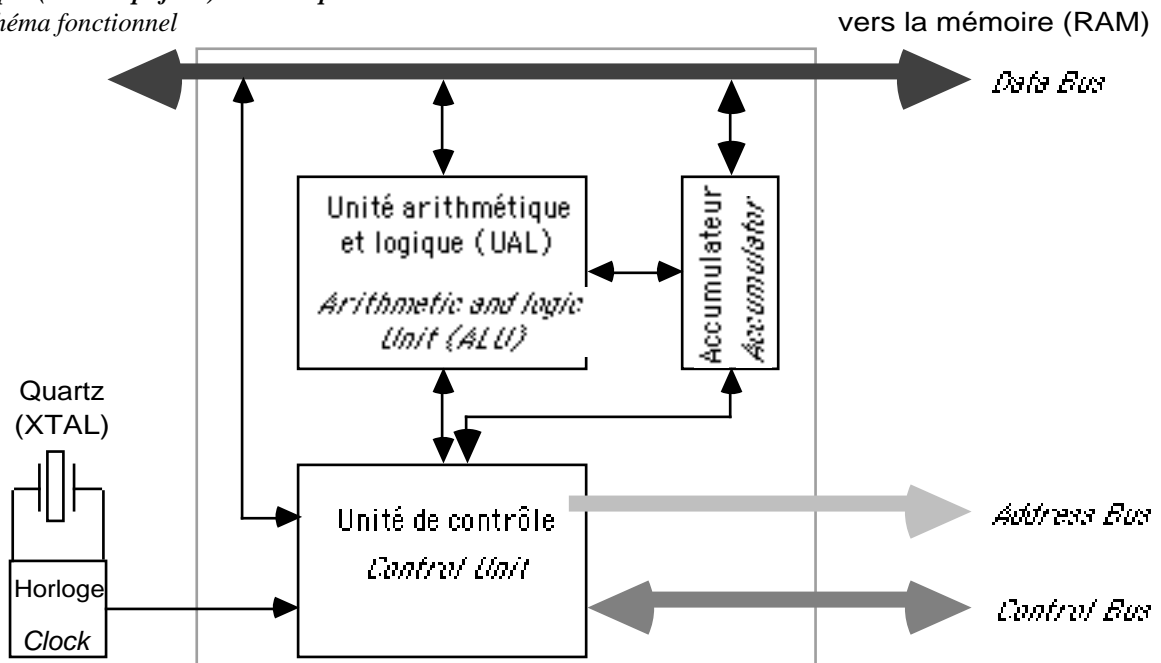 héma fonctionnel
vers la mémoire (RAM)
Data Bus
Unité arithmétique
et logique (UAL)
Arithmetic and logic
Unit (ALU)
Accumulateur
Accumulator
Quartz
(XTAL)
Unité de contrôle
Control Unit
Address Bus
Horloge
Clock
Control Bus